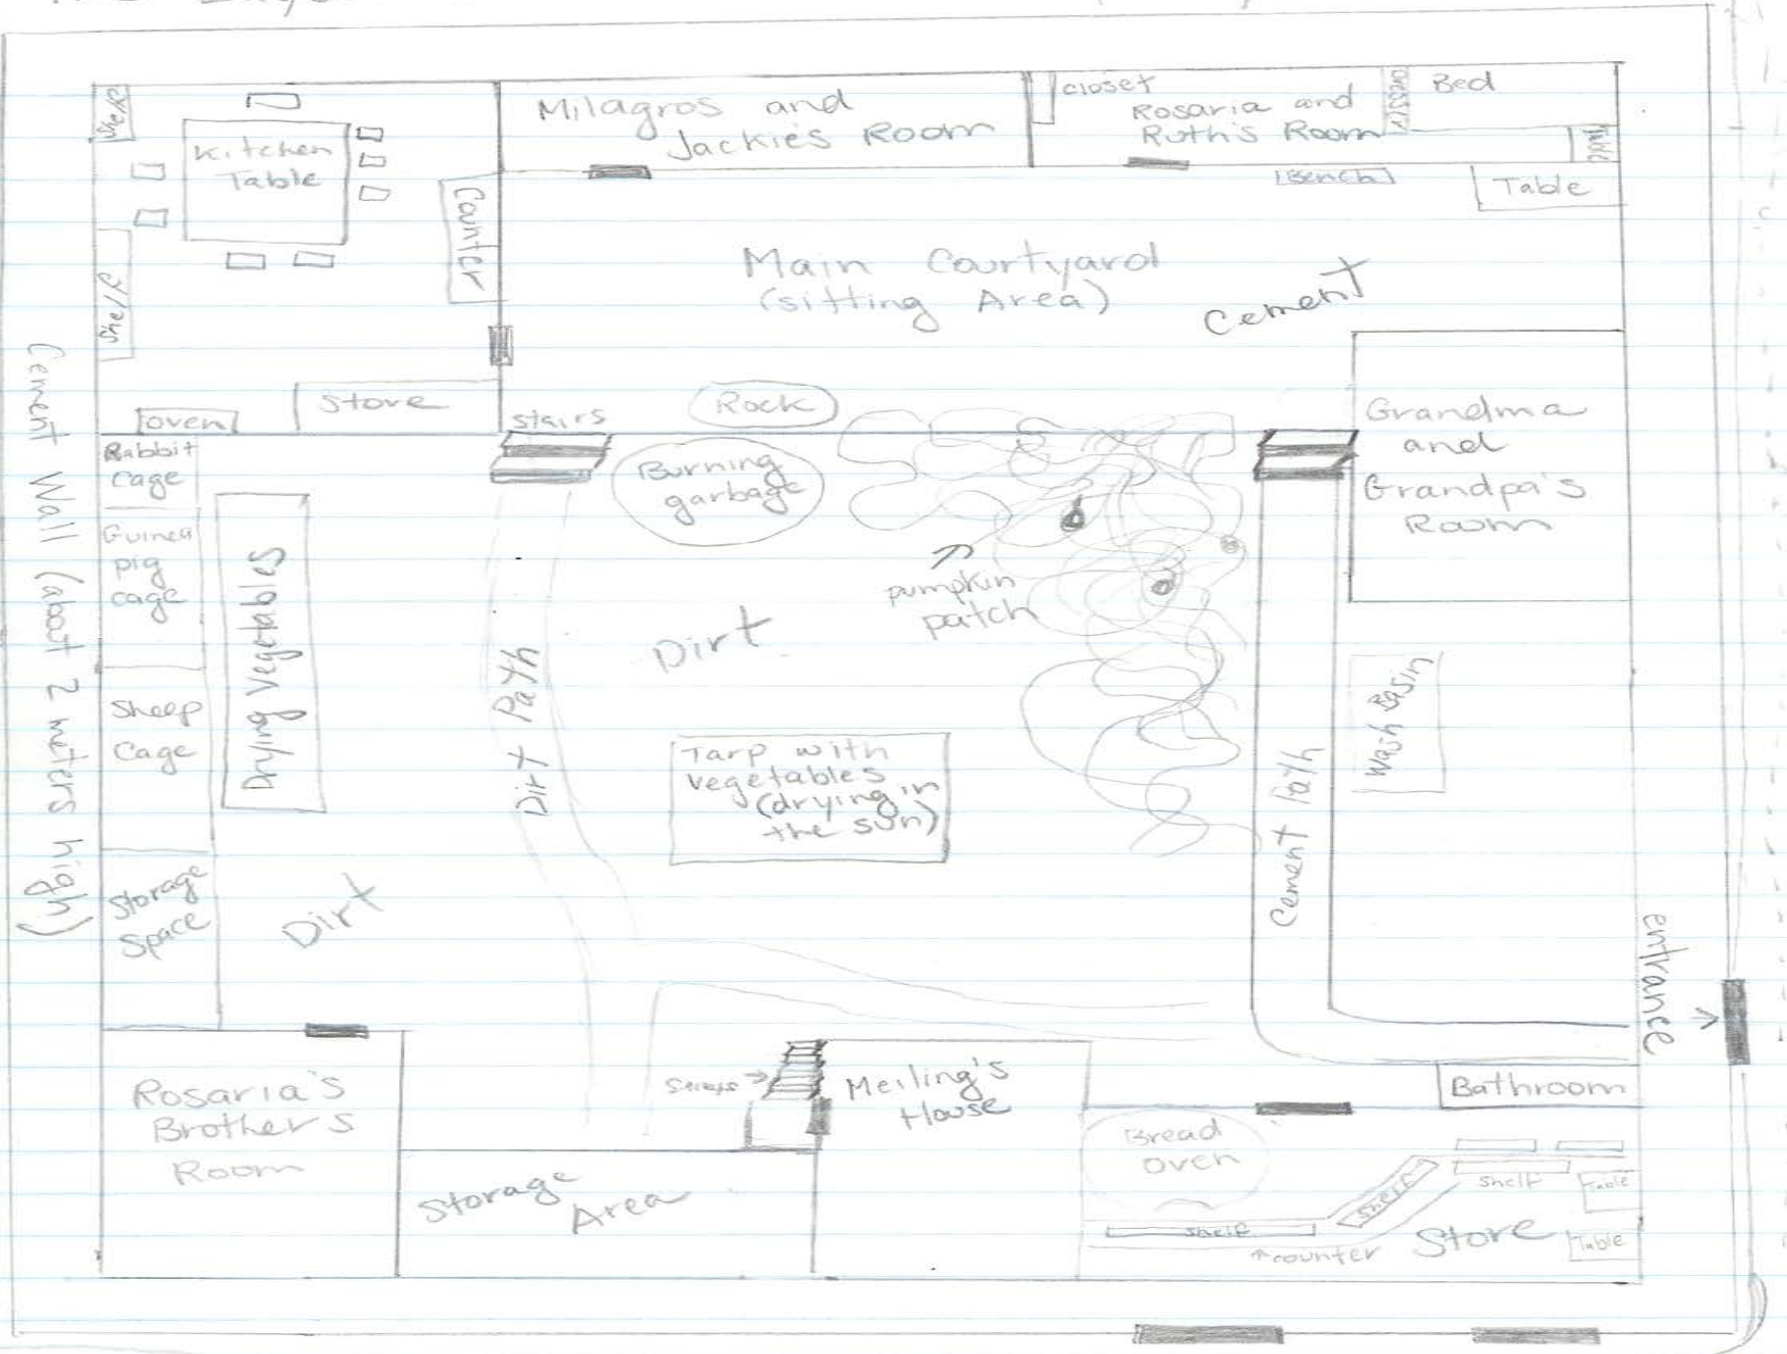 Shelf
Kitchen
Table
Counter
Shelf
oven
Stove
Milagros and
Jackie's Room
closet
Rosaria and
Ruth's Room
Dresser
Bed
Table
Bench
Table
Main Courtyard
(sitting Area)
Cement
Rock
stairs
Burning
garbage
Grandma
and
Grandpa's
Room
Cement Wall (about 2 meters high)
Rabbit
cage
Guinea
pig
cage
Sheep
Cage
Storage
Space
Drying Vegetables
Dirt Path
Dirt
pumpkin
patch
Tarp with
vegetables
(drying in
the sun)
Cement Path
Wash Basin
Dirt
entrance
Rosaria's
Brother's
Room
Storage
Area
Meiling's
House
Bathroom
Bread
oven
shelf
shelf
shelf
Table
Table
Store
counter